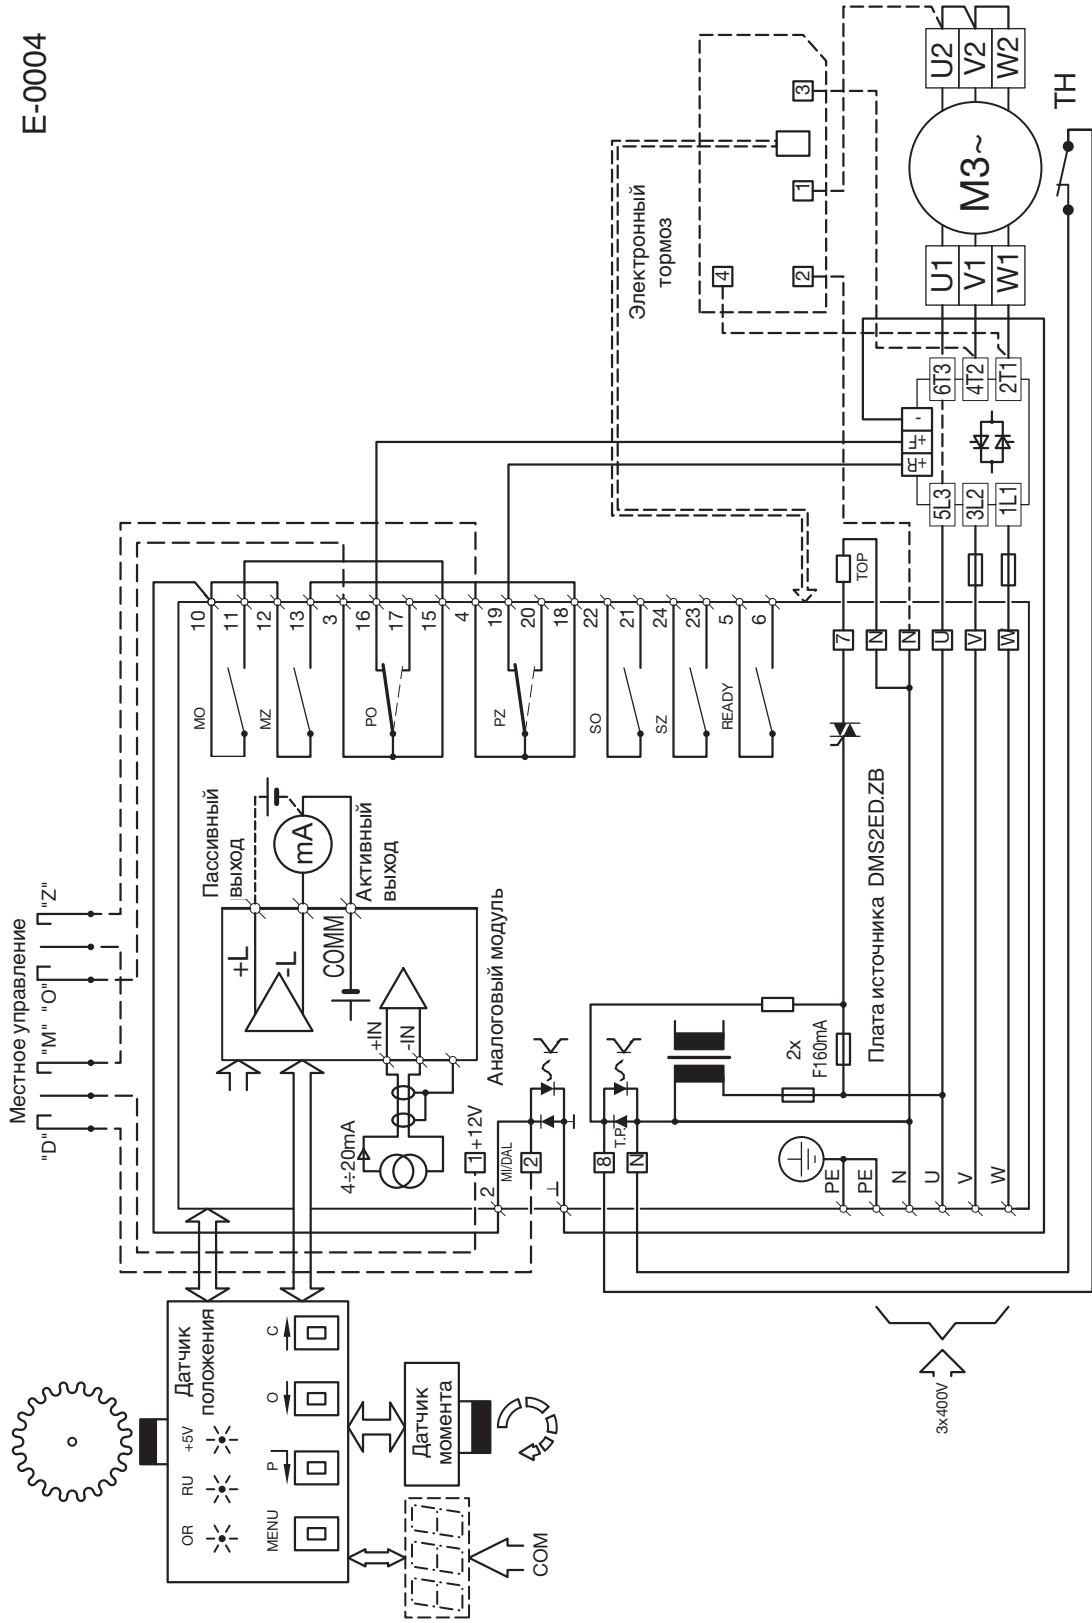 E-0004
Местное управление
"D"
"M"
"O"
"Z"
Датчик
положения
OR
RU
+5V
MENU
P
O
C
Датчик
момента
COM
4÷20mA
+IN
-IN
+L
-L
COMM
mA
Пассивный
выход
Активный
выход
Аналоговый модуль
1
+12V
2
MI/DAL
2
⊥
8
T.P.
N
2x
F160mA
Плата источника DMS2ED.ZB
PE
PE
N
U
V
W
3x400V
MO
MZ
PO
PZ
SO
SZ
READY
10
11
12
13
3
16
17
15
4
19
20
18
22
21
24
23
5
6
7
N
N
U
V
W
TOP
Электронный
тормоз
1
2
3
4
+R
+F
-
5L3
3L2
1L1
6T3
4T2
2T1
U1
V1
W1
M3~
U2
V2
W2
TH